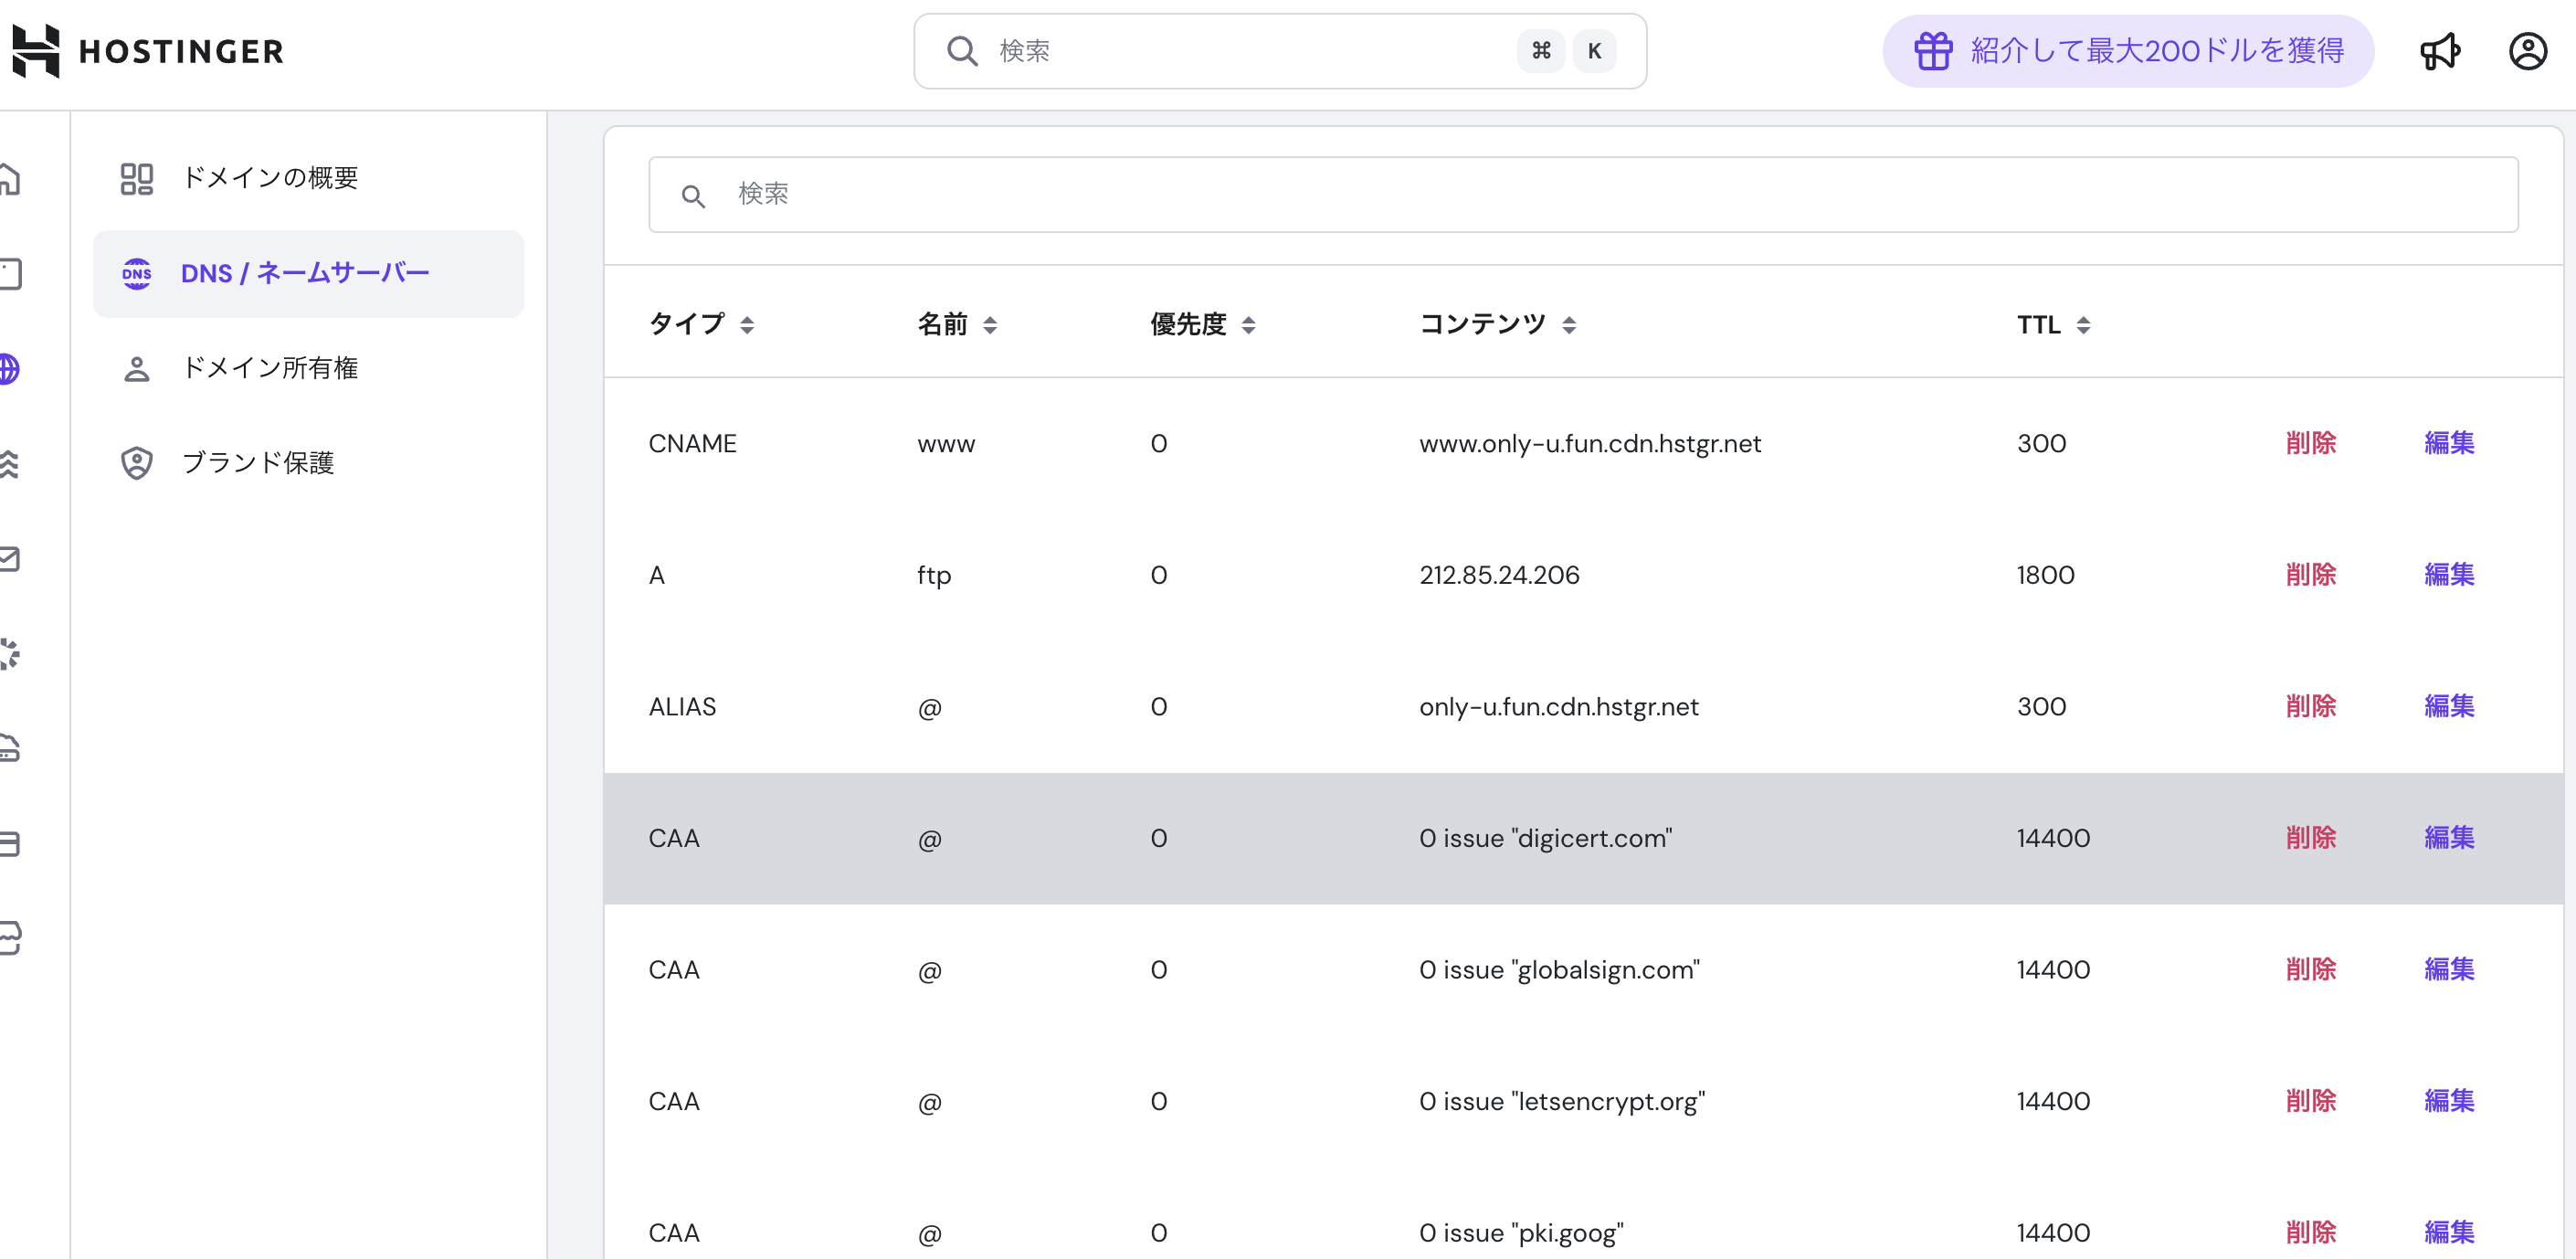 HOSTINGER
検索
⌘ K
紹介して最大200ドルを獲得
ドメインの概要
DNS DNS / ネームサーバー
ドメイン所有権
ブランド保護
検索
タイプ 名前 優先度 コンテンツ TTL
CNAME www 0 www.only-u.fun.cdn.hstgr.net 300 削除 編集
A ftp 0 212.85.24.206 1800 削除 編集
ALIAS @ 0 only-u.fun.cdn.hstgr.net 300 削除 編集
CAA @ 0 0 issue "digicert.com" 14400 削除 編集
CAA @ 0 0 issue "globalsign.com" 14400 削除 編集
CAA @ 0 0 issue "letsencrypt.org" 14400 削除 編集
CAA @ 0 0 issue "pki.goog" 14400 削除 編集